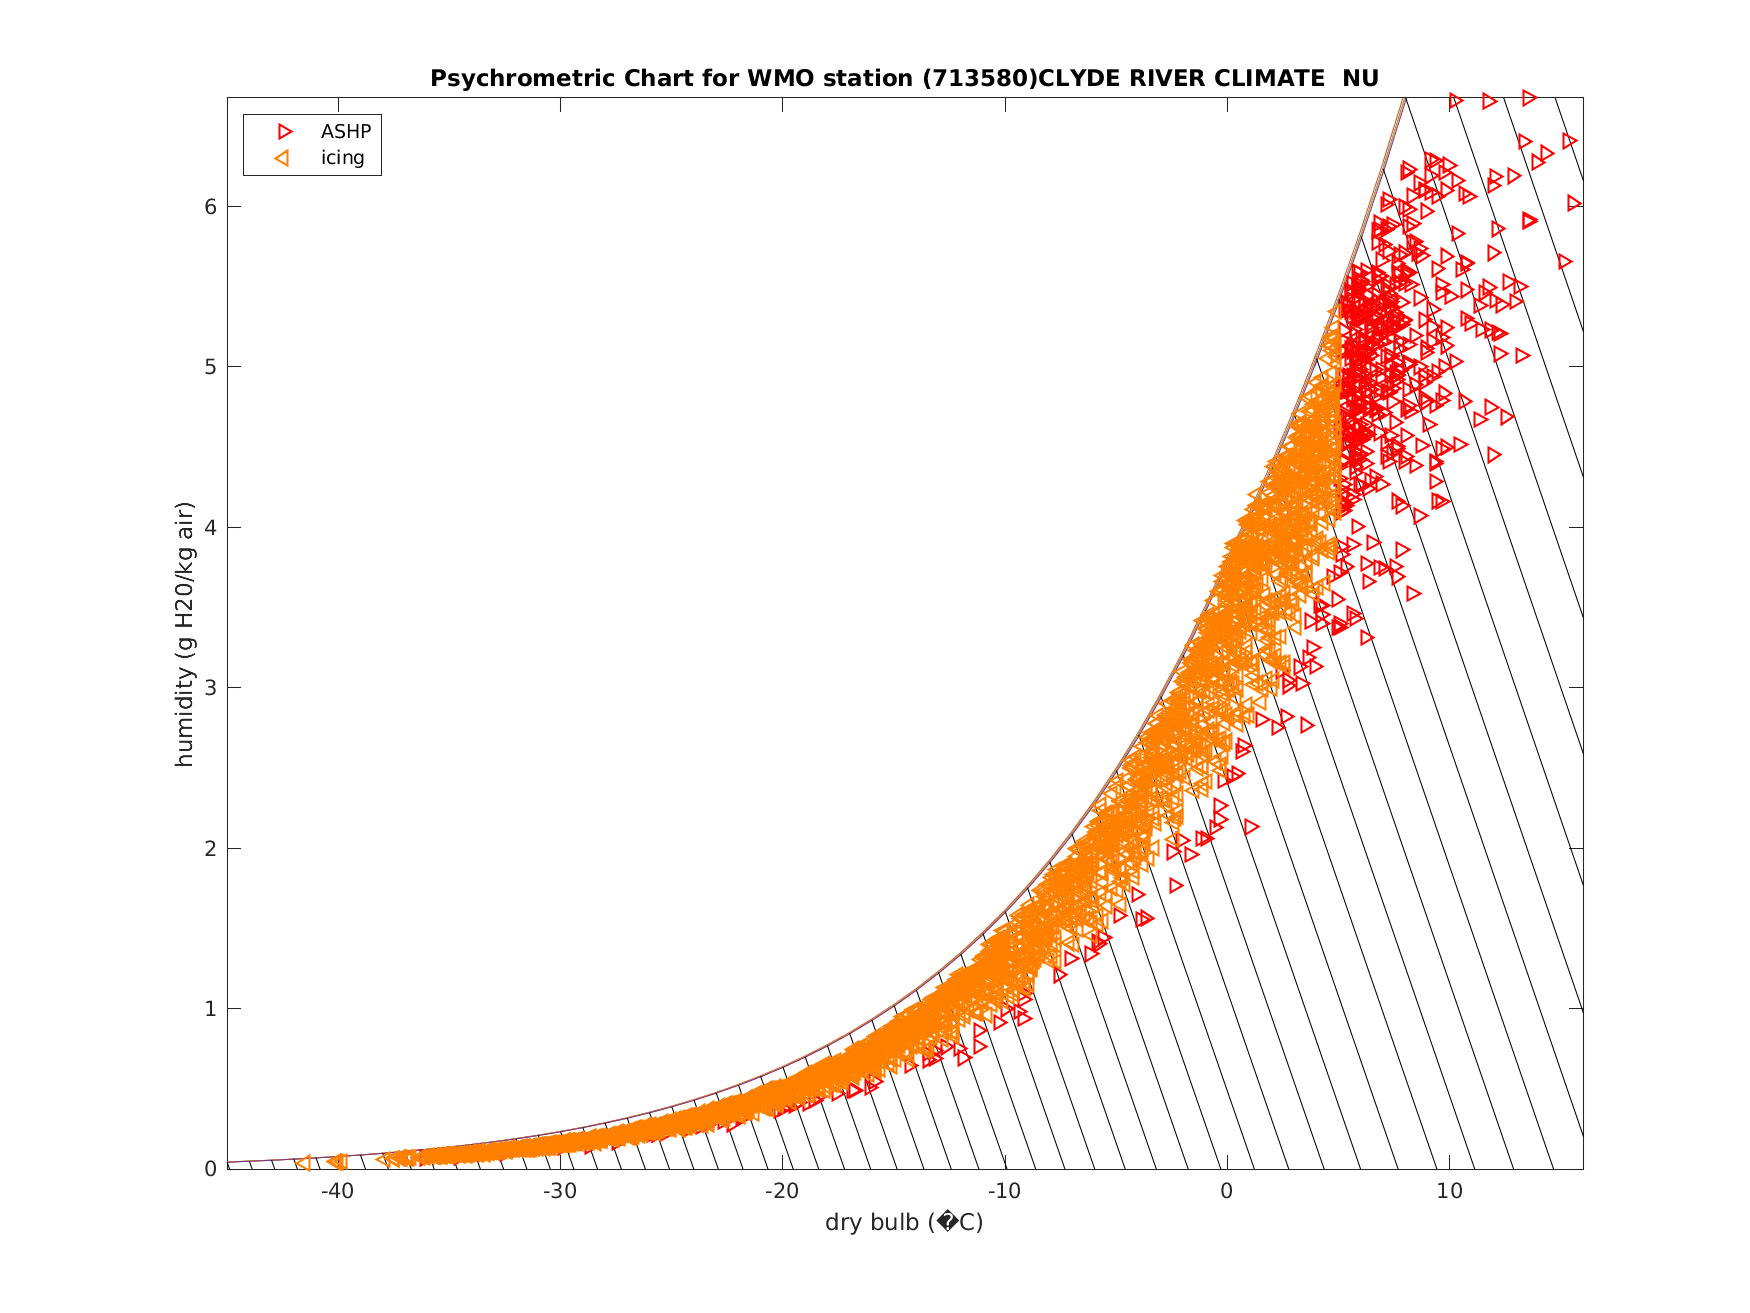 Psychrometric Chart for WMO station (713580)CLYDE RIVER CLIMATE  NU
ASHP
icing
humidity (g H20/kg air)
6
5
4
3
2
1
0
-40 -30 -20 -10 0 10
dry bulb (�C)